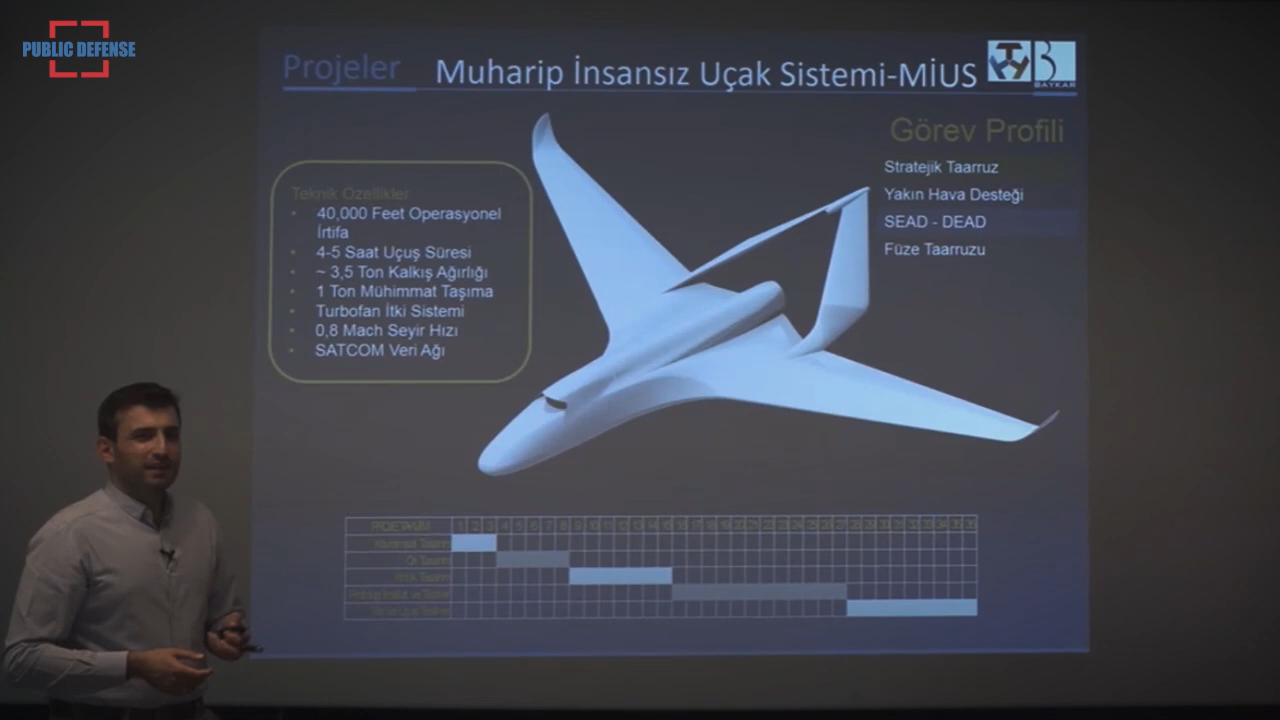 PUBLIC DEFENSE
Projeler
Muharip İnsansız Uçak Sistemi-MİUS
BAYKAR
Görev Profili
Stratejik Taarruz
Yakın Hava Desteği
SEAD - DEAD
Füze Taarruzu
Teknik Özellikler
• 40,000 Feet Operasyonel
İrtifa
• 4-5 Saat Uçuş Süresi
• ~ 3,5 Ton Kalkış Ağırlığı
• 1 Ton Mühimmat Taşıma
• Turbofan İtki Sistemi
• 0,8 Mach Seyir Hızı
• SATCOM Veri Ağı
1 2 3 4 5 6 7 8 9 10 11 12 13 14 15 16 17 18 19 20 21 22 23 24 25 26 27 28 29 30 31 32 33 34 35 36